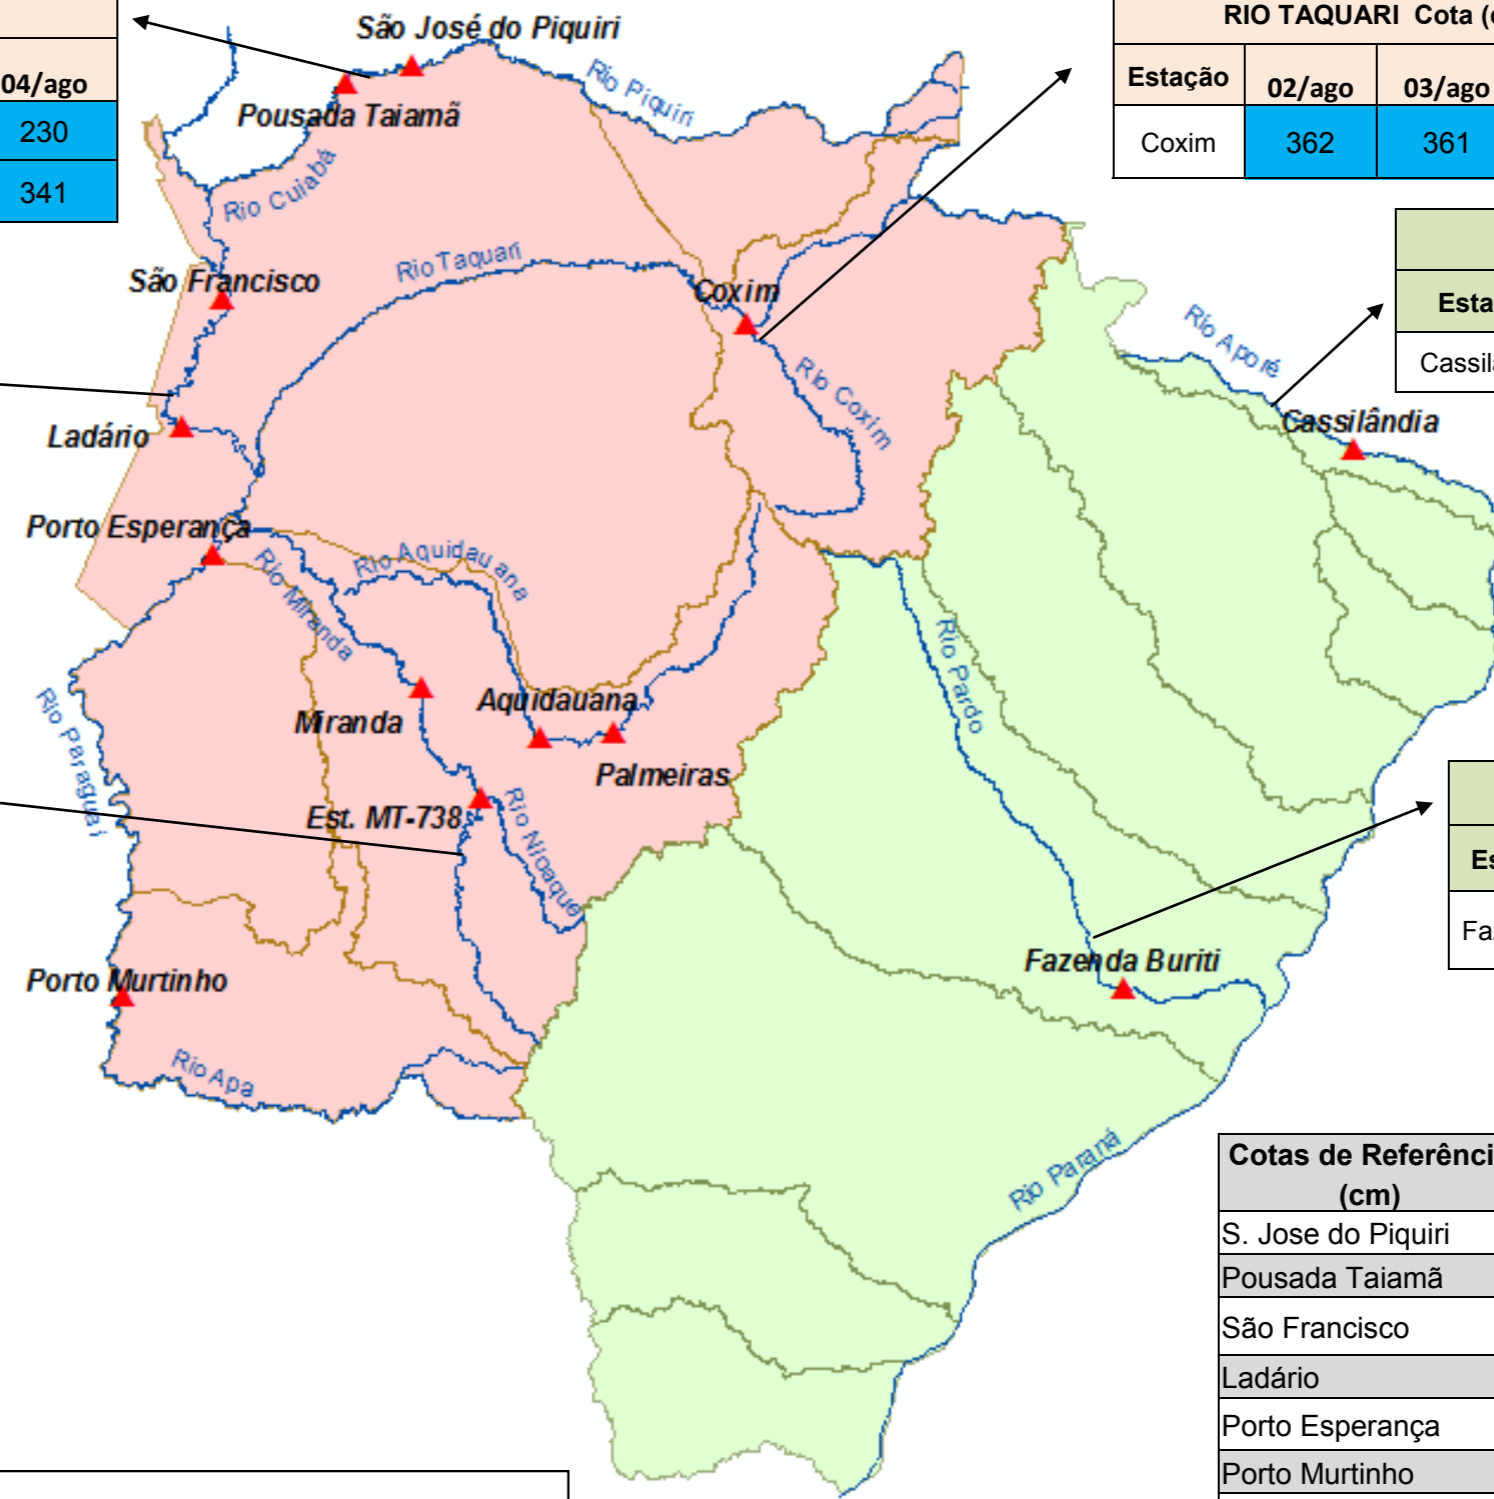 04/ago
230
341
São José do Piquiri
Pousada Taiamã
Rio Piquiri
Rio Cuiabá
São Francisco
Rio Taquari
Coxim
Rio Coxim
Ladário
Porto Esperança
Rio Miranda
Rio Aquidauana
Rio Paraguai
Miranda
Aquidauana
Palmeiras
Est. MT-738
Rio Nioaque
Porto Murtinho
Rio Apa
Rio Pardo
Rio Aporé
Cassilândia
Fazenda Buriti
Rio Paraná
RIO TAQUARI Cota (
Estação 02/ago 03/ago
Coxim 362 361
Esta
Cassil
Es
Fa
Cotas de Referênci
(cm)
S. Jose do Piquiri
Pousada Taiamã
São Francisco
Ladário
Porto Esperança
Porto Murtinho